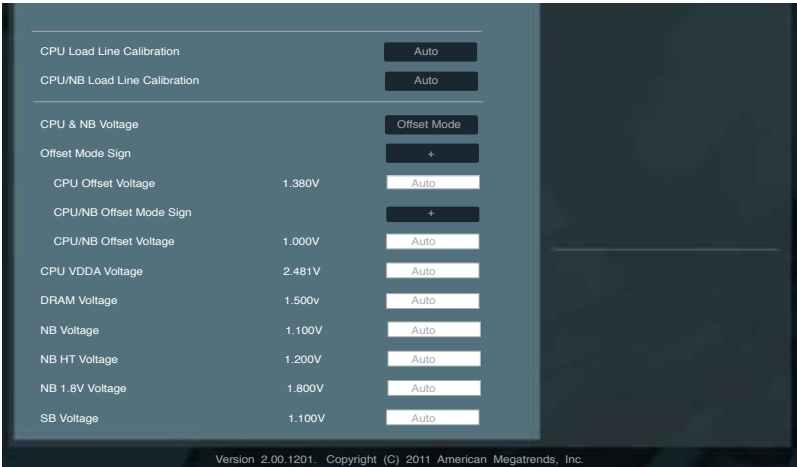 CPU Load Line Calibration Auto
CPU/NB Load Line Calibration Auto
CPU & NB Voltage Offset Mode
Offset Mode Sign +
CPU Offset Voltage 1.380V Auto
CPU/NB Offset Mode Sign +
CPU/NB Offset Voltage 1.000V Auto
CPU VDDA Voltage 2.481V Auto
DRAM Voltage 1.500v Auto
NB Voltage 1.100V Auto
NB HT Voltage 1.200V Auto
NB 1.8V Voltage 1.800V Auto
SB Voltage 1.100V Auto
Version 2.00.1201. Copyright (C) 2011 American Megatrends, Inc.